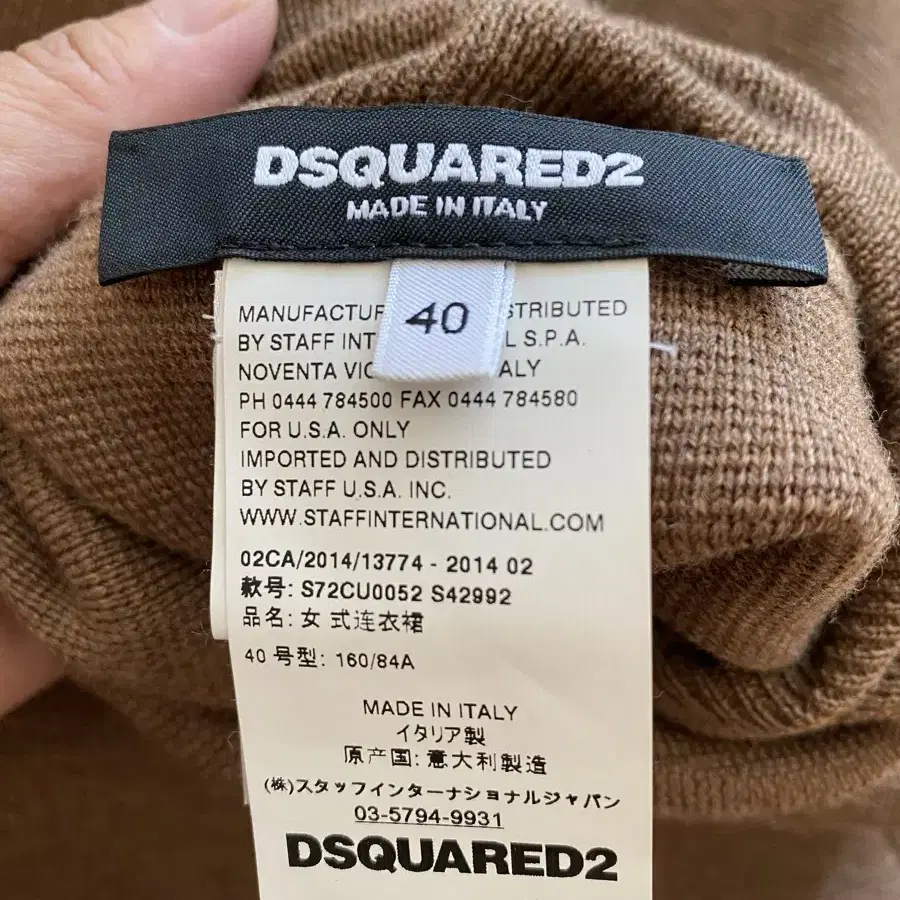 DSQUARED2
MADE IN ITALY
40
MANUFACTUR STRIBUTED
BY STAFF INT L S.P.A.
NOVENTA VIC ALY
PH 0444 784500 FAX 0444 784580
FOR U.S.A. ONLY
IMPORTED AND DISTRIBUTED
BY STAFF U.S.A. INC.
WWW.STAFFINTERNATIONAL.COM
02CA/2014/13774 - 2014 02
款号: S72CU0052 S42992
品名: 女 式连衣裙
40 号型: 160/84A
MADE IN ITALY
イタリア製
原产国: 意大利製造
(株)スタッフインターナショナルジャパン
03-5794-9931
DSQUARED2